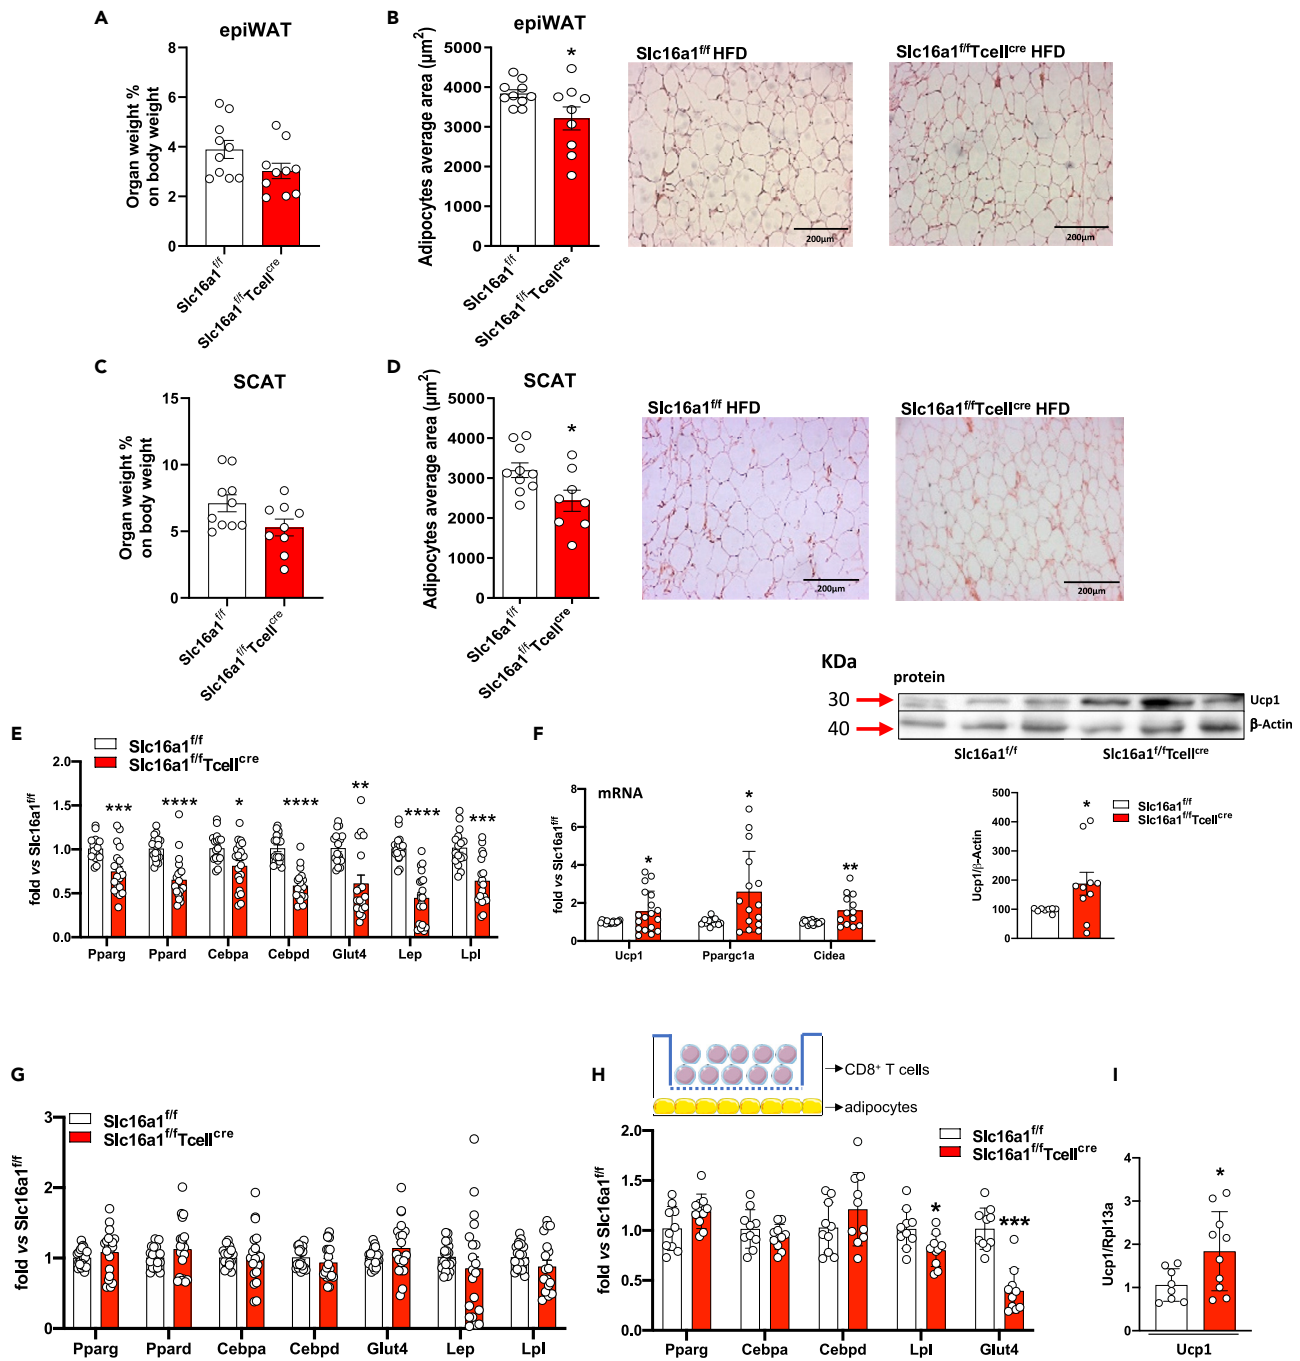 A
epiWAT
Organ weight %
on body weight
8
6
4
2
0
Slc16a1f/f
Slc16a1f/fTcellcre
B
epiWAT
Adipocytes average area (µm2)
5000
4000
3000
2000
1000
0
*
Slc16a1f/f
Slc16a1f/fTcellcre
Slc16a1f/f HFD
200µm
Slc16a1f/fTcellcre HFD
200µm
C
SCAT
Organ weight %
on body weight
15
10
5
0
Slc16a1f/f
Slc16a1f/fTcellcre
D
SCAT
Adipocytes average area (µm2)
5000
4000
3000
2000
1000
0
*
Slc16a1f/f
Slc16a1f/fTcellcre
Slc16a1f/f HFD
200µm
Slc16a1f/fTcellcre HFD
200µm
E
Slc16a1f/f
Slc16a1f/fTcellcre
fold vs Slc16a1f/f
2.0
1.5
1.0
0.5
0.0
*** **** * **** ** **** ***
Pparg Ppard Cebpa Cebpd Glut4 Lep Lpl
F
mRNA
fold vs Slc16a1f/f
8
6
4
2
0
* * **
Ucp1 Ppargc1a Cidea
KDa
protein
30 Ucp1
40 β-Actin
Slc16a1f/f Slc16a1f/fTcellcre
Slc16a1f/f
Slc16a1f/fTcellcre
Ucp1/β-Actin
500
400
300
200
100
0
*
G
Slc16a1f/f
Slc16a1f/fTcellcre
fold vs Slc16a1f/f
3
2
1
0
Pparg Ppard Cebpa Cebpd Glut4 Lep Lpl
H
CD8+ T cells
adipocytes
Slc16a1f/f
Slc16a1f/fTcellcre
fold vs Slc16a1f/f
2.0
1.5
1.0
0.5
0.0
* ***
Pparg Cebpa Cebpd Lpl Glut4
I
Ucp1/Rpl13a
4
3
2
1
0
*
Ucp1